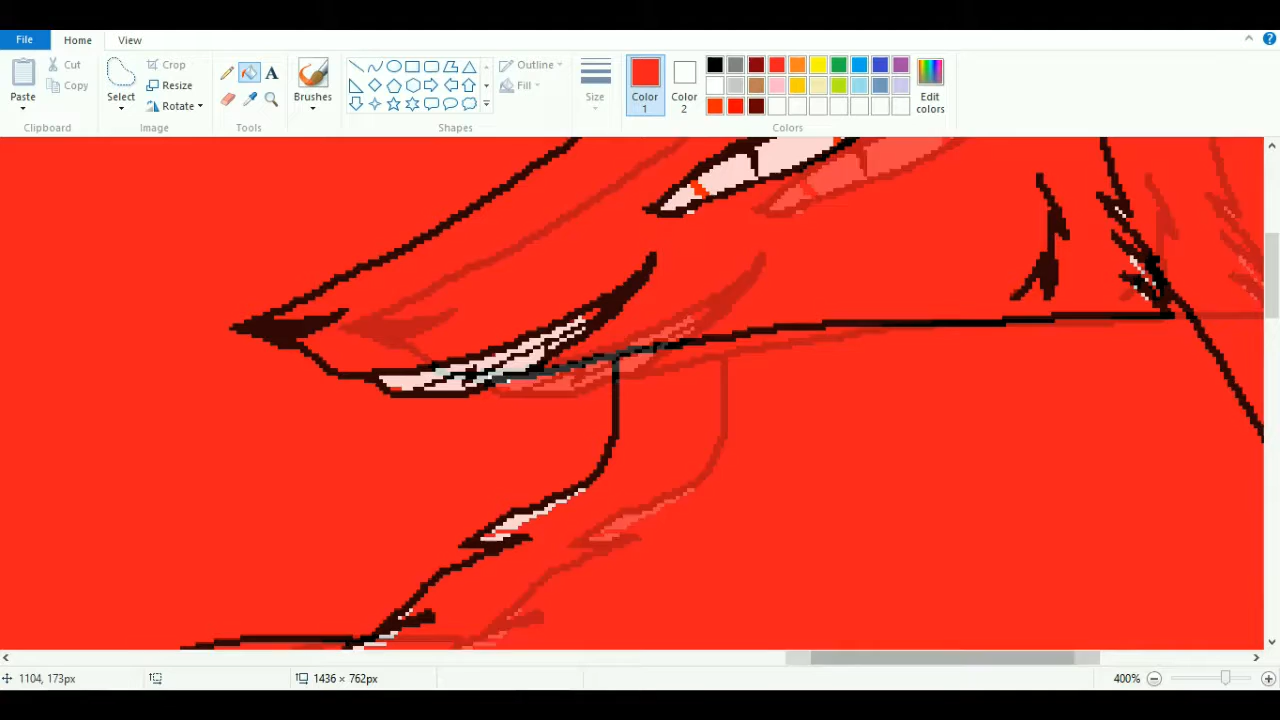 File Home View
Paste Cut Copy
Clipboard
Select Crop Resize Rotate
Image
A
Tools
Brushes
Outline Fill
Shapes
Size
Color 1 Color 2
Edit colors
Colors
1104, 173px 1436 × 762px 400%